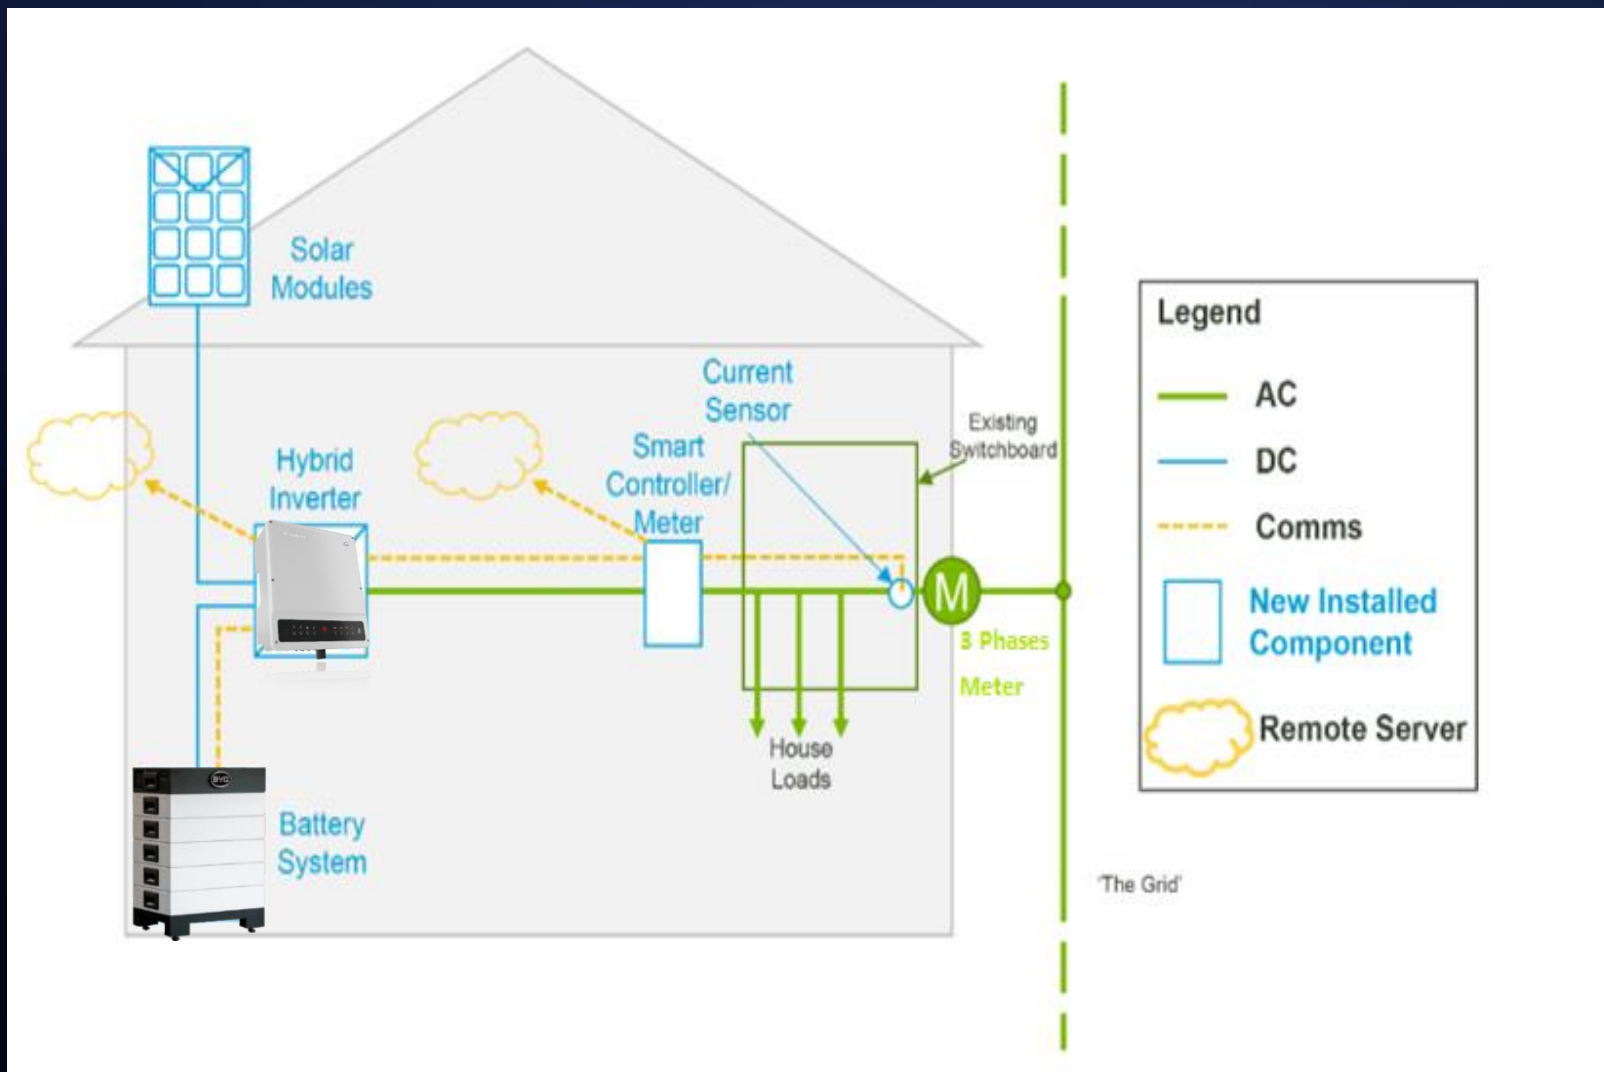 Solar
Modules
Current
Sensor
Existing
Switchboard
Smart
Controller/
Meter
Hybrid
Inverter
M
3 Phases
Meter
House
Loads
BYD
Battery
System
'The Grid'
Legend
AC
DC
Comms
New Installed
Component
Remote Server